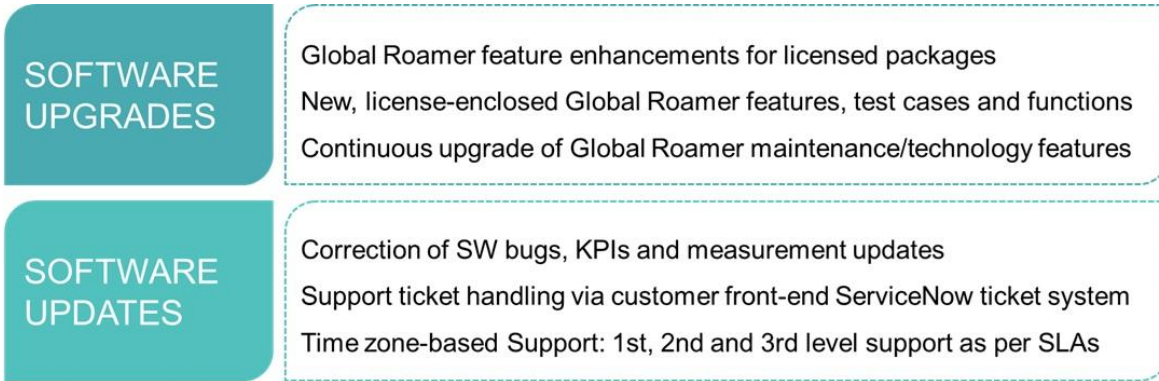 SOFTWARE
UPGRADES
Global Roamer feature enhancements for licensed packages
New, license-enclosed Global Roamer features, test cases and functions
Continuous upgrade of Global Roamer maintenance/technology features
SOFTWARE
UPDATES
Correction of SW bugs, KPIs and measurement updates
Support ticket handling via customer front-end ServiceNow ticket system
Time zone-based Support: 1st, 2nd and 3rd level support as per SLAs